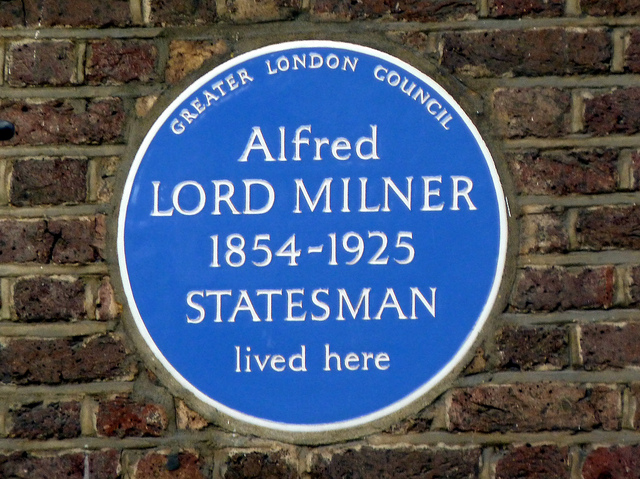 GREATER LONDON COUNCIL
Alfred
LORD MILNER
1854-1925
STATESMAN
lived here